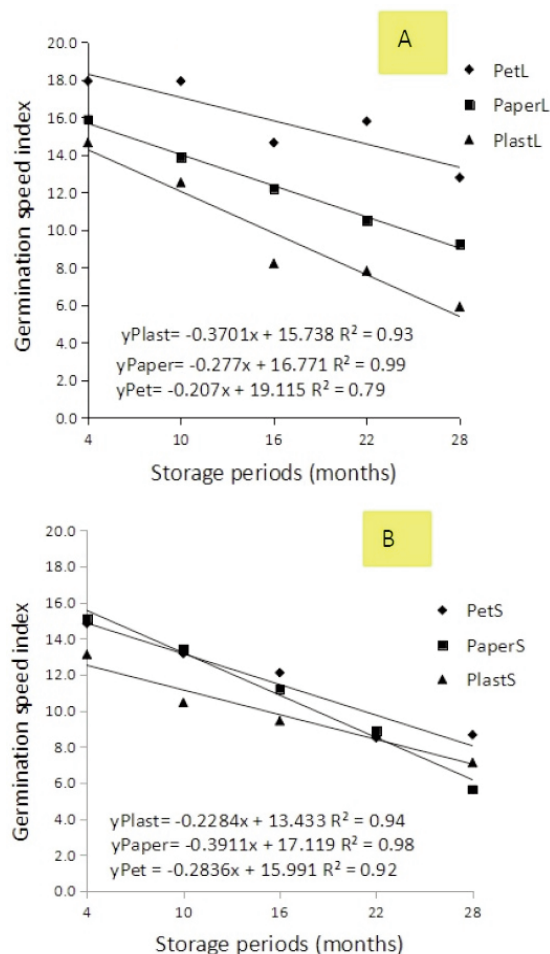 A
20.0
18.0
16.0
14.0
12.0
10.0
8.0
6.0
4.0
2.0
0.0
Germination speed index
PetL
PaperL
PlastL
yPlast= -0.3701x + 15.738 R² = 0.93
yPaper= -0.277x + 16.771 R² = 0.99
yPet= -0.207x + 19.115 R² = 0.79
4 10 16 22 28
Storage periods (months)
B
20.0
18.0
16.0
14.0
12.0
10.0
8.0
6.0
4.0
2.0
0.0
Germination speed index
PetS
PaperS
PlastS
yPlast= -0.2284x + 13.433 R² = 0.94
yPaper= -0.3911x + 17.119 R² = 0.98
yPet = -0.2836x + 15.991 R² = 0.92
4 10 16 22 28
Storage periods (months)